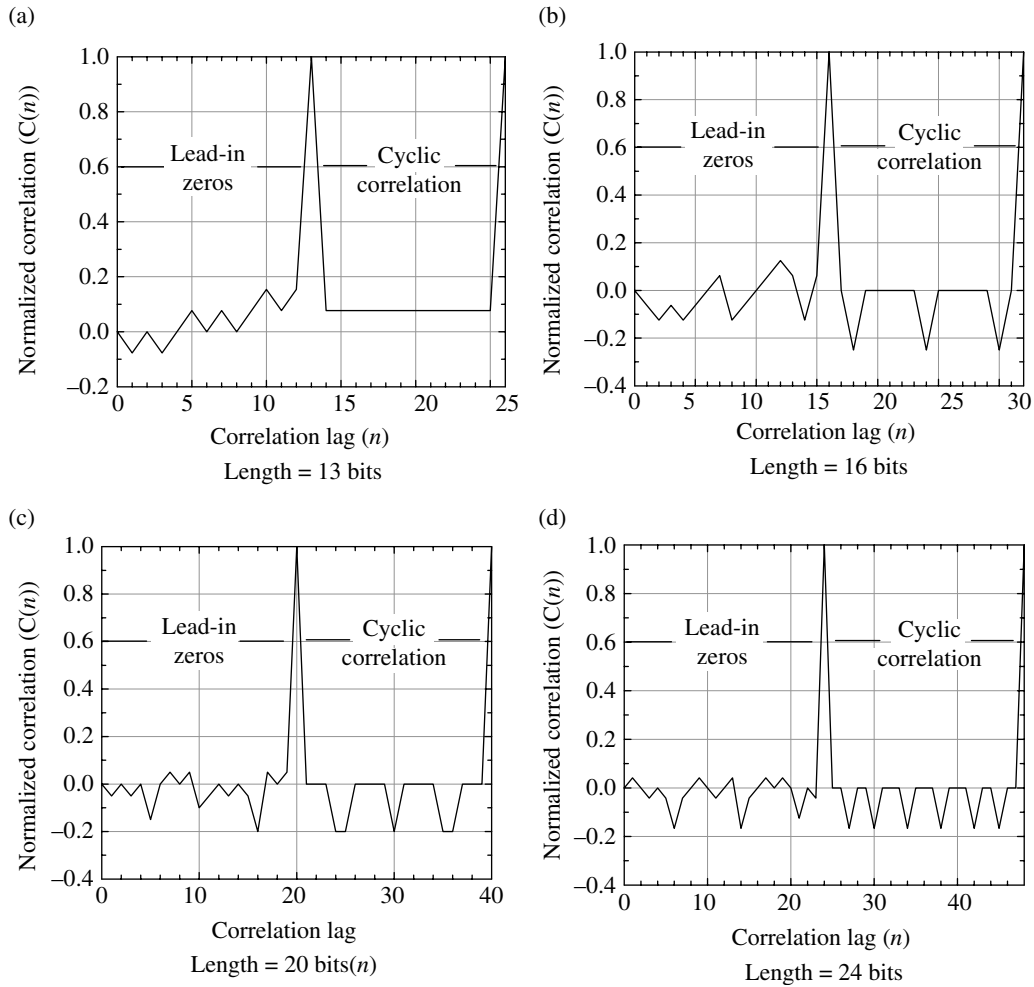 (a)
Normalized correlation (C(n))
1.0
0.8
0.6
0.4
0.2
0.0
–0.2
Lead-in
zeros
Cyclic
correlation
0
5
10
15
20
25
Correlation lag (n)
Length = 13 bits
(b)
Normalized correlation (C(n))
1.0
0.8
0.6
0.4
0.2
0.0
–0.2
–0.4
Lead-in
zeros
Cyclic
correlation
0
5
10
15
20
25
30
Correlation lag (n)
Length = 16 bits
(c)
Normalized correlation (C(n))
1.0
0.8
0.6
0.4
0.2
0.0
–0.2
–0.4
Lead-in
zeros
Cyclic
correlation
0
10
20
30
40
Correlation lag
Length = 20 bits(n)
(d)
Normalized correlation (C(n))
1.0
0.8
0.6
0.4
0.2
0.0
–0.2
–0.4
Lead-in
zeros
Cyclic
correlation
0
10
20
30
40
Correlation lag (n)
Length = 24 bits